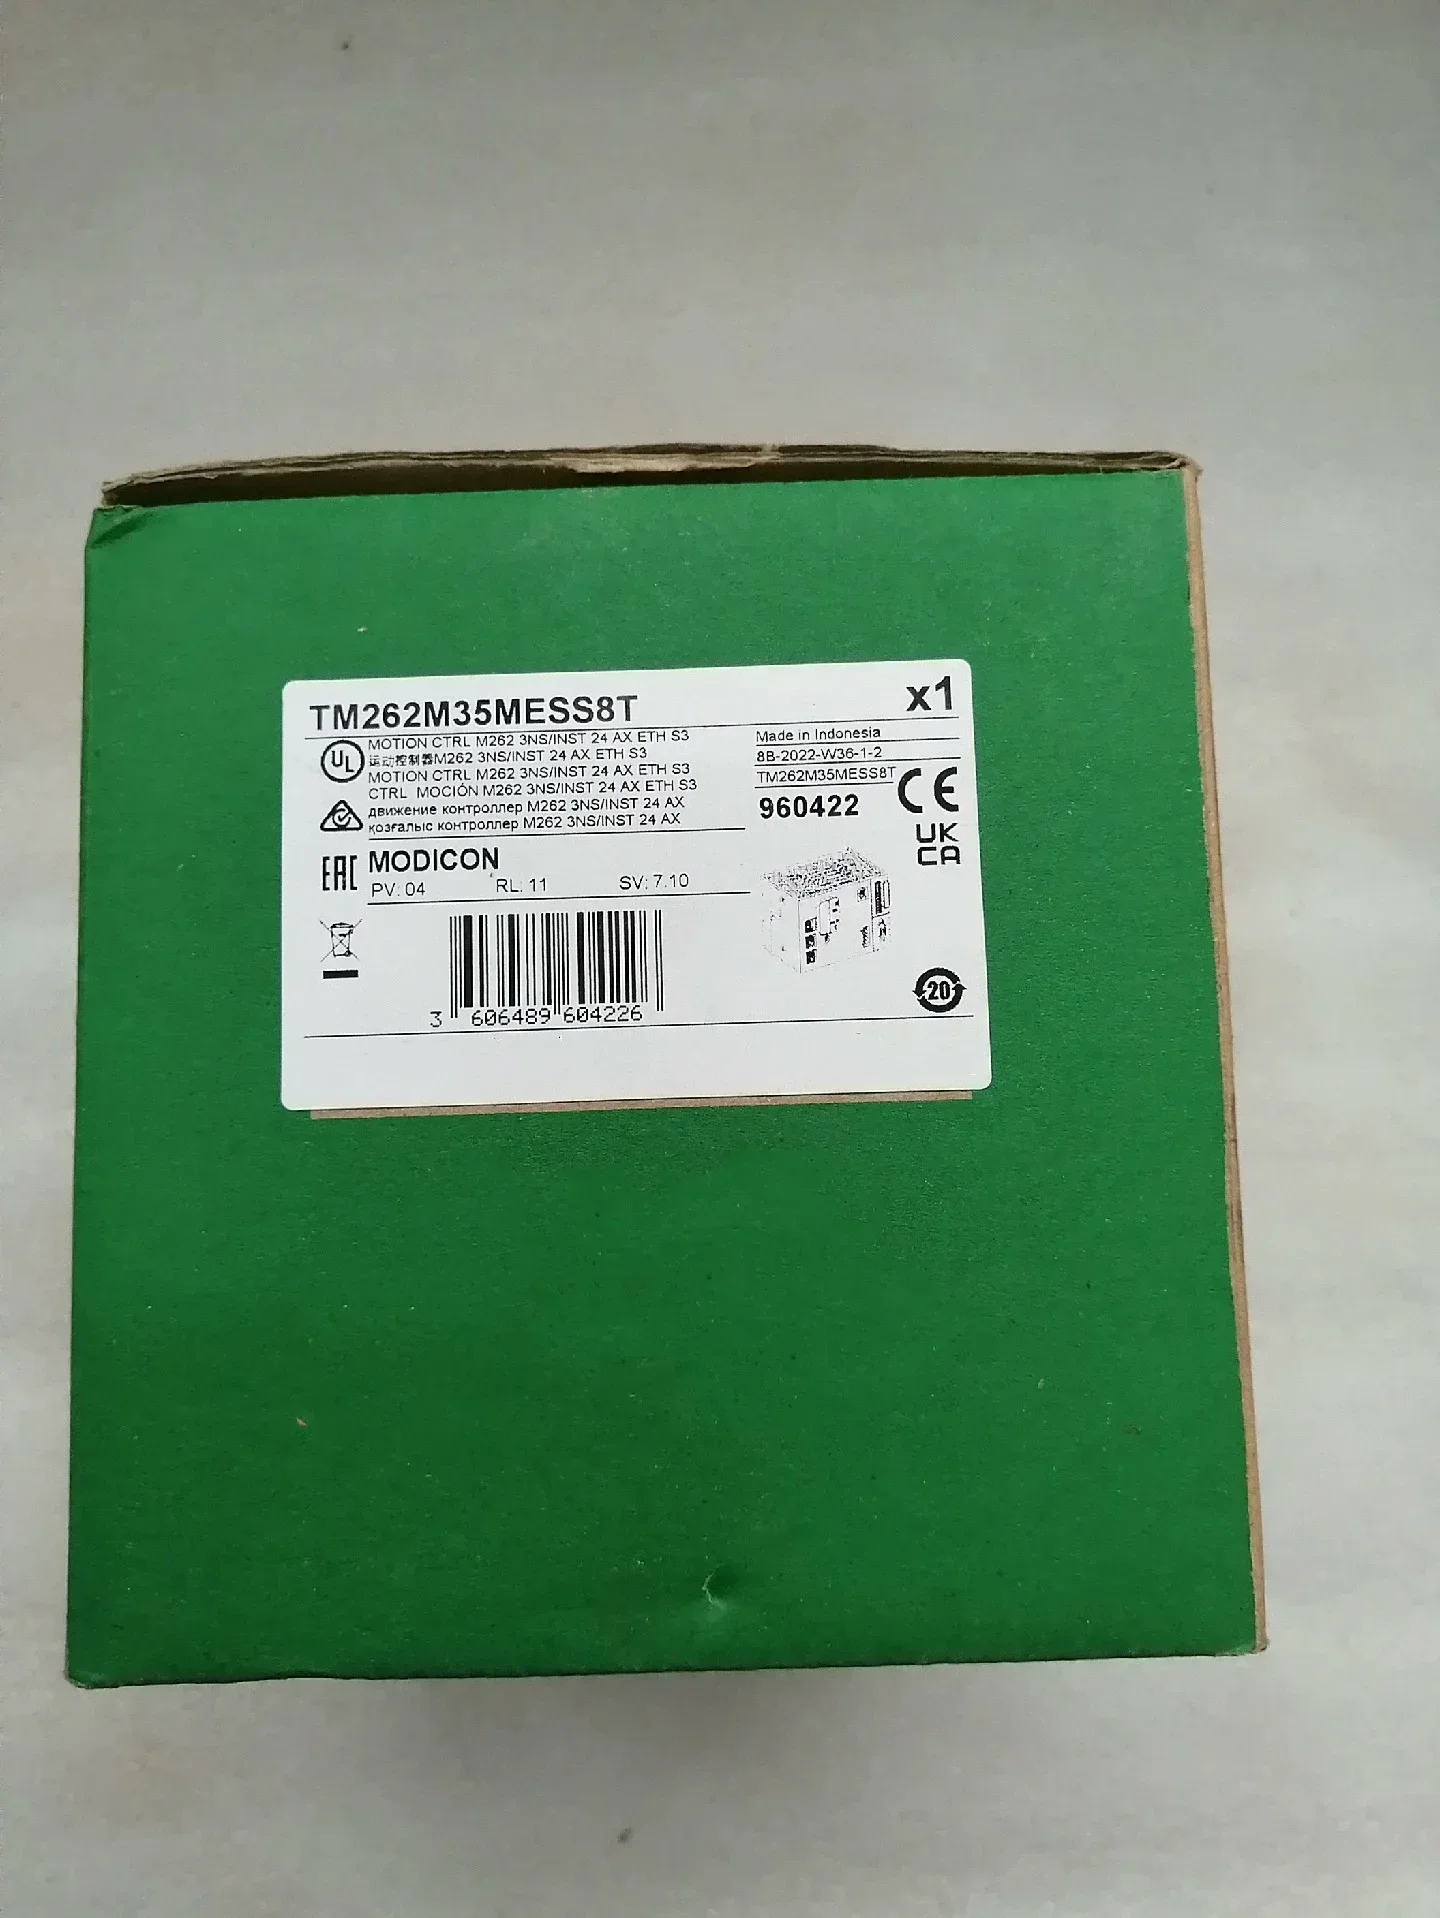 TM262M35MESS8T
x1
MOTION CTRL M262 3NS/INST 24 AX ETH S3
运动控制器M262 3NS/INST 24 AX ETH S3
MOTION CTRL M262 3NS/INST 24 AX ETH S3
CTRL MOCIÓN M262 3NS/INST 24 AX ETH S3
движение контроллер M262 3NS/INST 24 AX
қозғалыс контроллер M262 3NS/INST 24 AX
UL
Made in Indonesia
8B-2022-W36-1-2
TM262M35MESS8T
960422
CE
UK
CA
EAC
MODICON
PV: 04 RL: 11 SV: 7.10
3 606489 604226
20